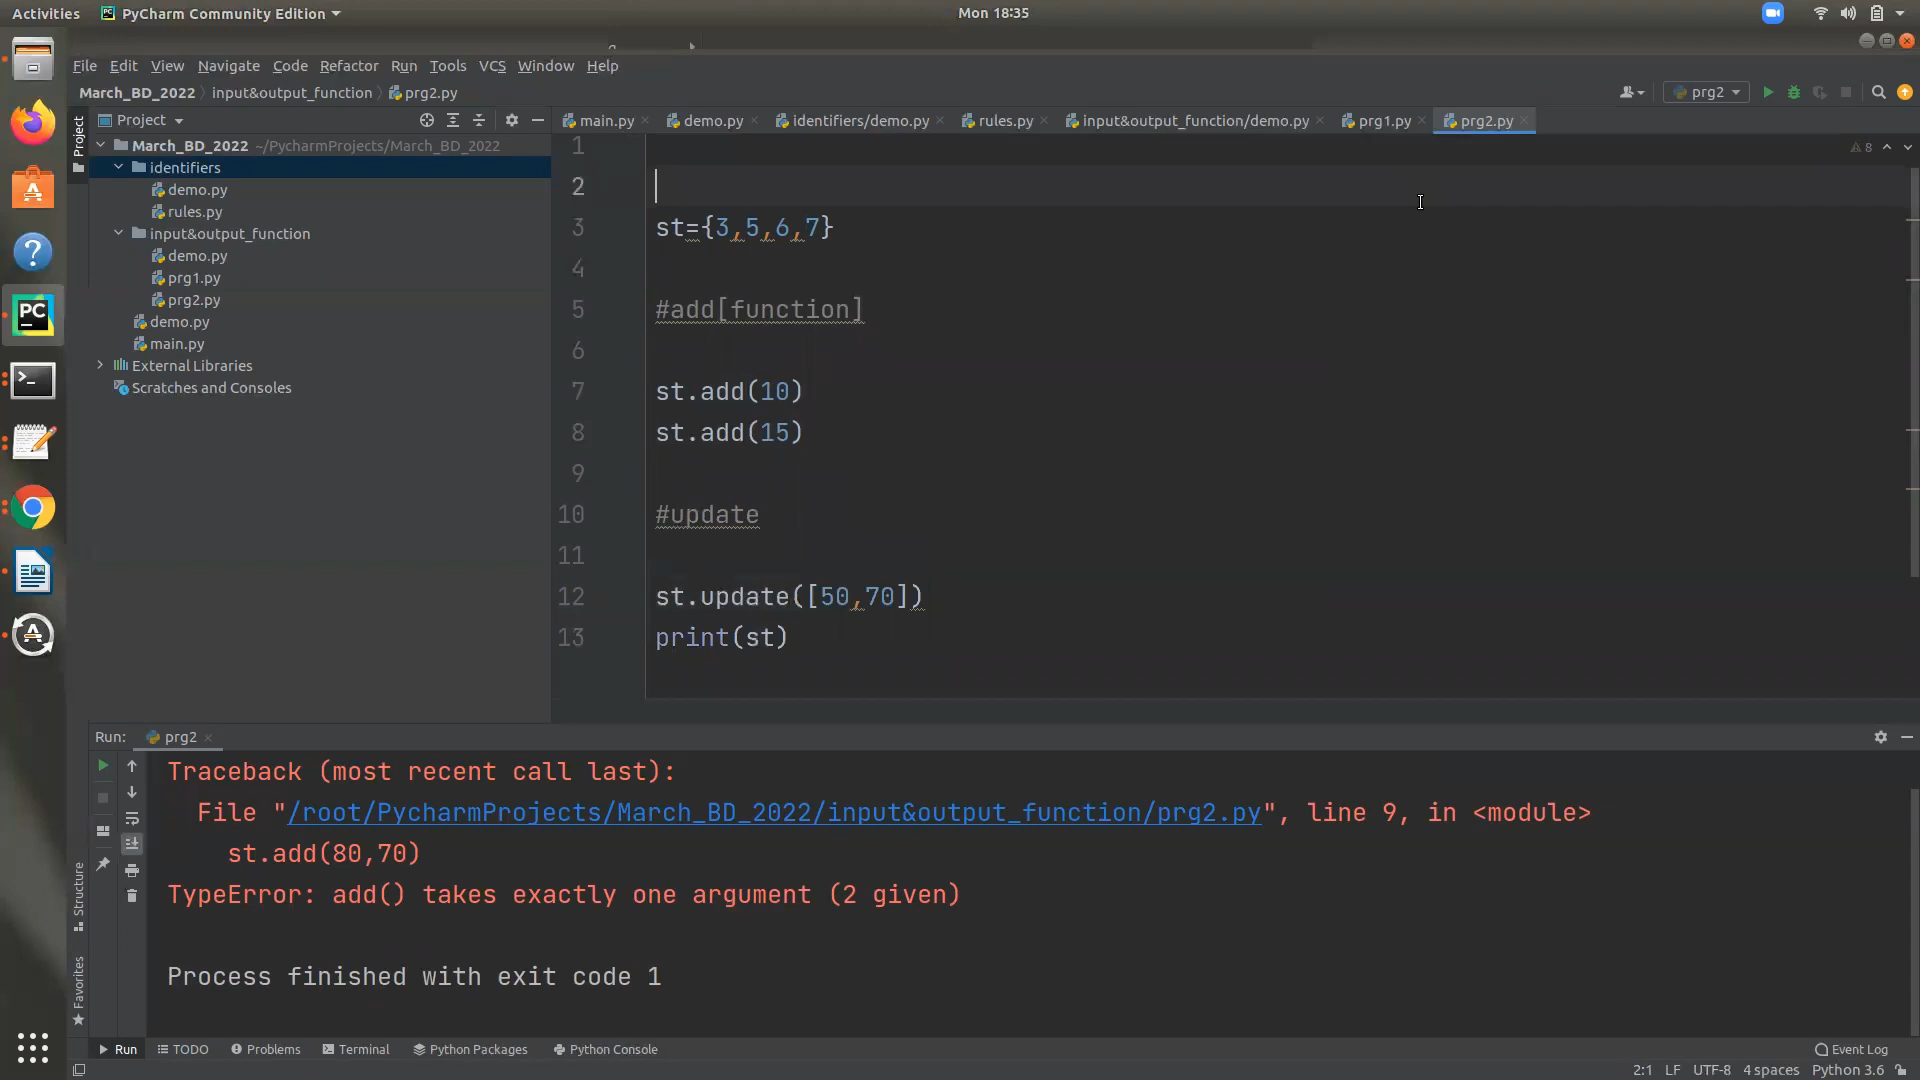 Activities
PyCharm Community Edition
Mon 18:35
File Edit View Navigate Code Refactor Run Tools VCS Window Help
March_BD_2022 input&output_function prg2.py
prg2
Project
main.py demo.py identifiers/demo.py rules.py input&output_function/demo.py prg1.py prg2.py
Project
March_BD_2022 ~/PycharmProjects/March_BD_2022
identifiers
demo.py
rules.py
input&output_function
demo.py
prg1.py
prg2.py
demo.py
main.py
External Libraries
Scratches and Consoles
8
1
2
3 st={3,5,6,7}
4
5 #add[function]
6
7 st.add(10)
8 st.add(15)
9
10 #update
11
12 st.update([50,70])
13 print(st)
Run: prg2
Traceback (most recent call last):
File "/root/PycharmProjects/March_BD_2022/input&output_function/prg2.py", line 9, in <module>
st.add(80,70)
TypeError: add() takes exactly one argument (2 given)
Process finished with exit code 1
Structure
Favorites
Run TODO Problems Terminal Python Packages Python Console
Event Log
2:1 LF UTF-8 4 spaces Python 3.6